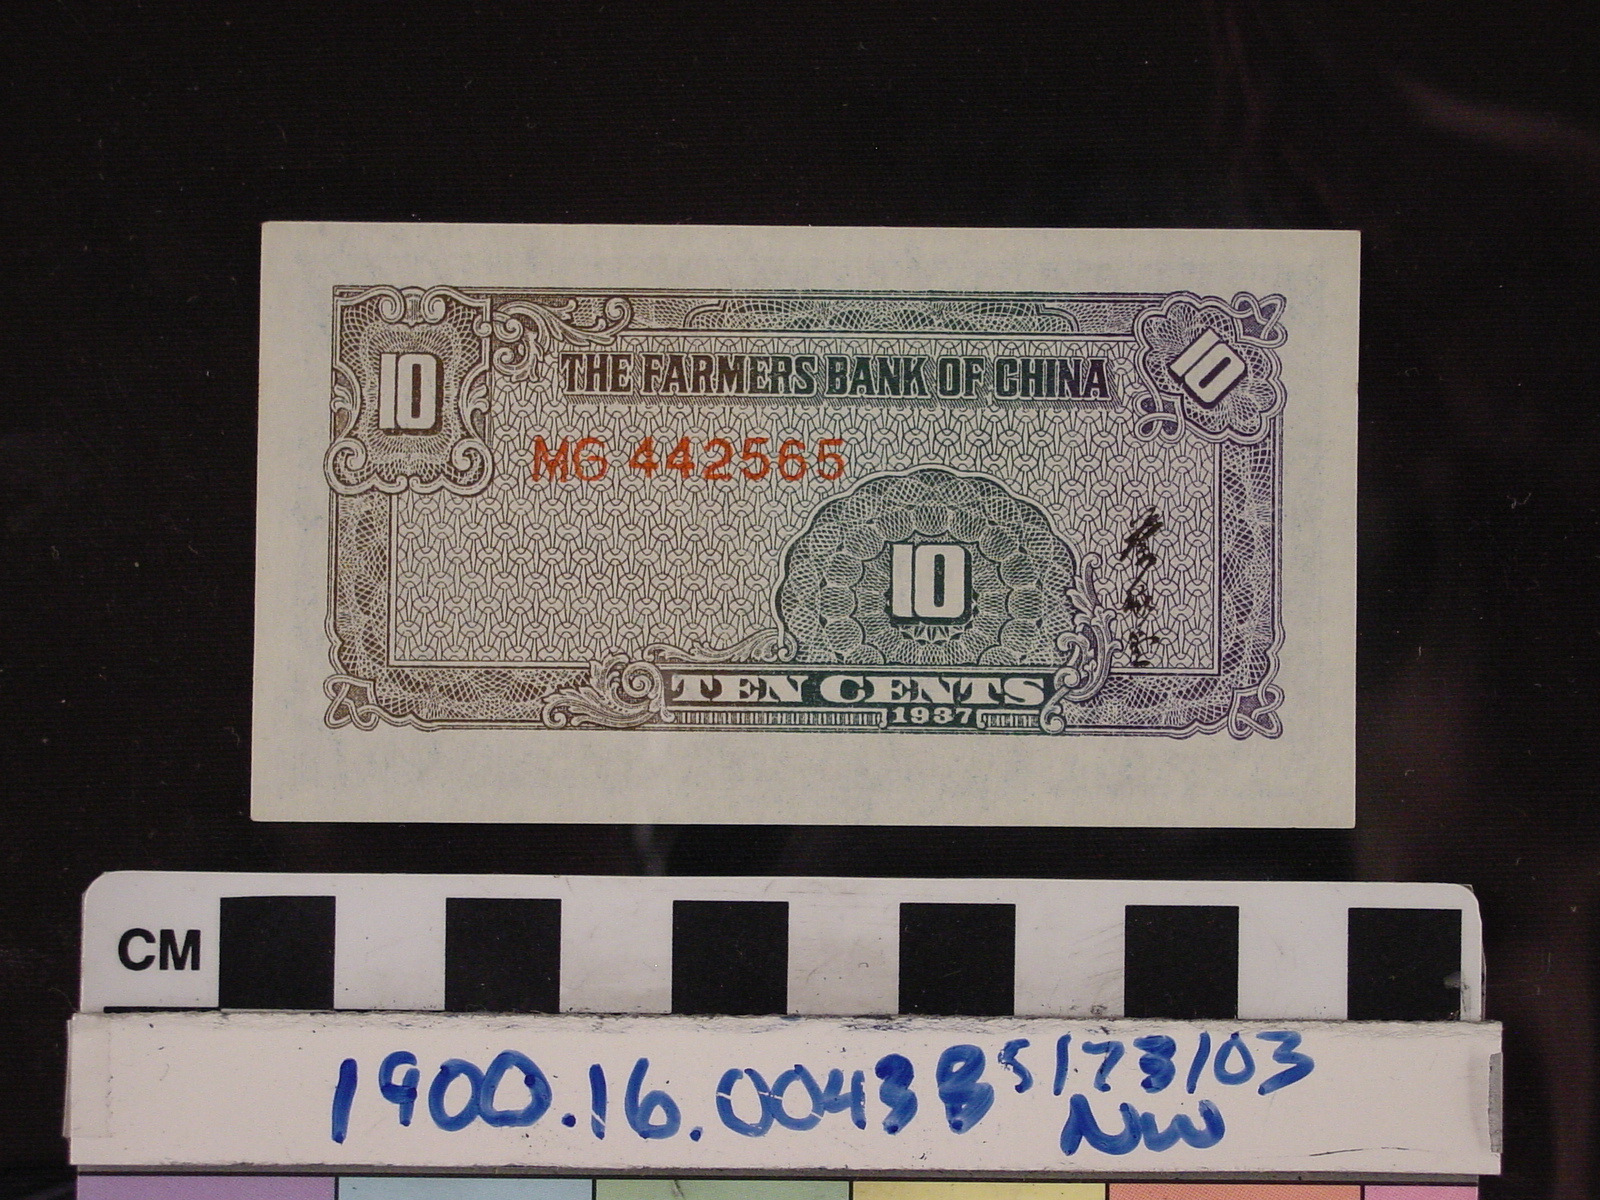 10
10
THE FARMERS BANK OF CHINA
MG 442565
10
TEN CENTS
1937
CM
1900.16.0043B 5/23/03
NW